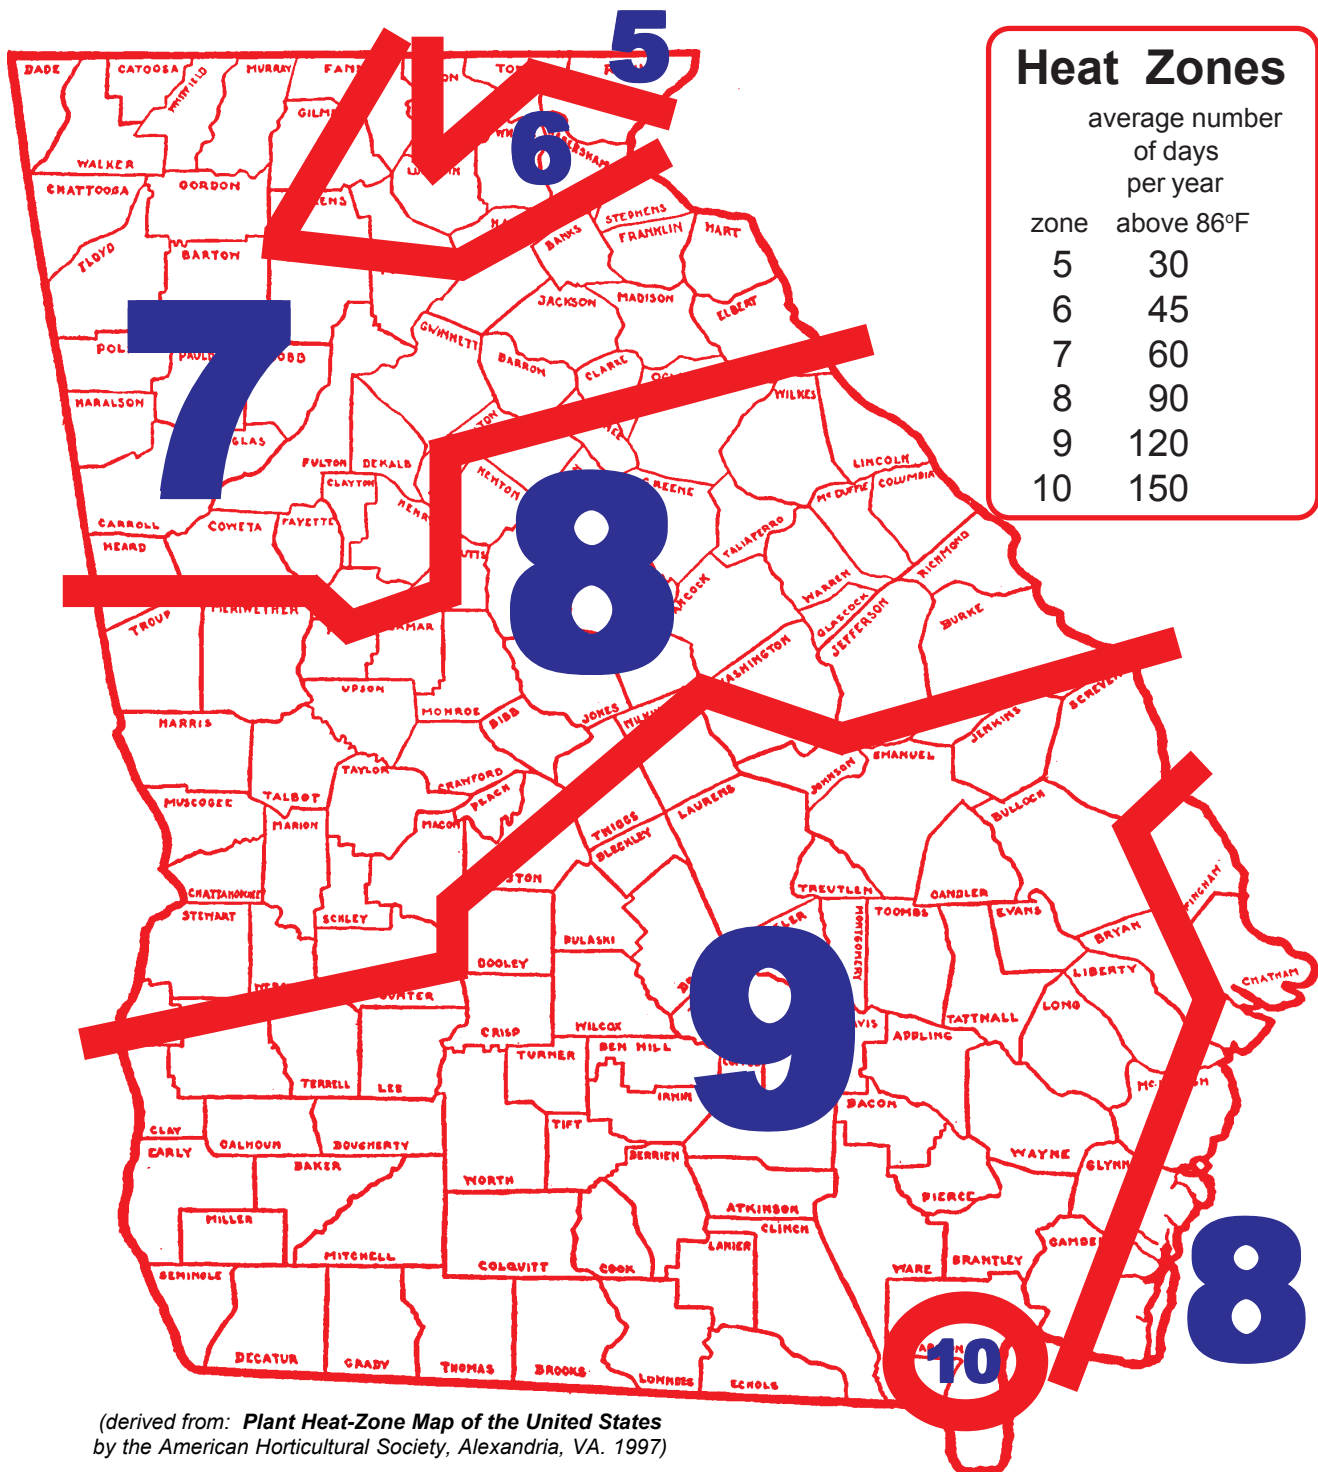 5
DADE
CATOOSA
WHITFIELD
MURRAY
GILM
6
WALKER
CHATTOOGA
GORDON
STEPHENS
FRANKLIN
HART
BANKS
FLOYD
BARTOW
JACKSON
MADISON
ELBERT
7
GWINNETT
BARROW
CLARKE
WILKES
HARALSON
GLAS
FULTON
DEKALB
CLAYTON
NEWTON
8
GREENE
LINCOLN
McDUFFIE
COLUMBIA
CARROLL
COWETA
FAYETTE
HEARD
TALIAFERRO
RICHMOND
WARREN
GLASCOCK
JEFFERSON
BURKE
TROUP
MERIWETHER
UPSON
MONROE
BIBB
JONES
HARRIS
JENKINS
SCREVEN
EMANUEL
JOHNSON
TAYLOR
CRAWFORD
PEACH
TALBOT
MUSCOGEE
MARION
MACON
TWIGGS
BLECKLEY
LAURENS
BULLOCH
CHATTAHOOCHEE
STEWART
SCHLEY
STON
TREUTLEN
CANDLER
TOOMBS
EVANS
MONTGOMERY
BRYAN
PULASKI
DOOLEY
LIBERTY
CHATHAM
9
LONG
TATTNALL
CRISP
WILCOX
APPLING
TURNER
BEN HILL
TERRELL
LEE
IRWIN
BACON
CLAY
EARLY
CALHOUN
DOUGHERTY
TIFT
BERRIEN
WAYNE
GLYNN
BAKER
WORTH
PIERCE
ATKINSON
CLINCH
MILLER
MITCHELL
LANIER
COLQUITT
COOK
WARE
BRANTLEY
8
SEMINOLE
DECATUR
GRADY
THOMAS
BROOKS
LOWNDES
ECHOLS
10
Heat Zones
average number
of days
per year
zone above 86°F
5 30
6 45
7 60
8 90
9 120
10 150
(derived from: Plant Heat-Zone Map of the United States
by the American Horticultural Society, Alexandria, VA. 1997)